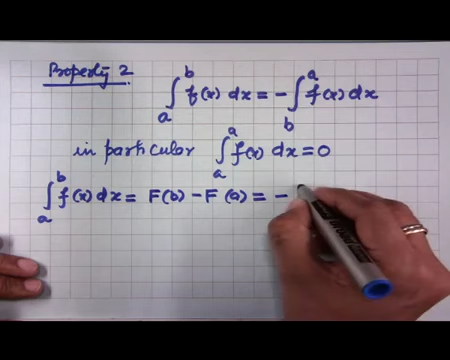 Property 2
∫_a^b f(x) dx = - ∫_b^a f(x) dx
in particular ∫_a^a f(x) dx = 0
∫_a^b f(x) dx = F(b) - F(a) = -